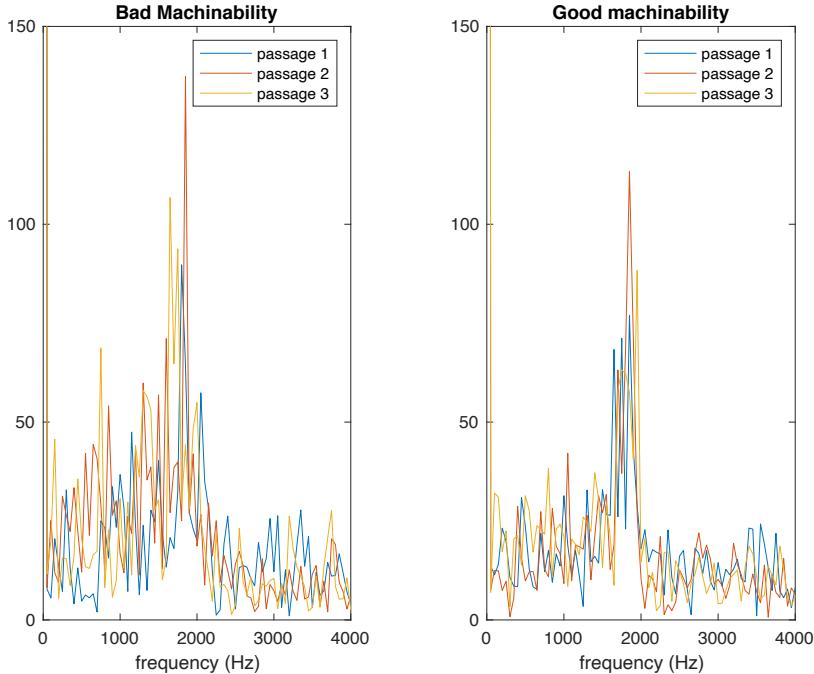 Bad Machinability
150
100
50
0
0 1000 2000 3000 4000
frequency (Hz)
passage 1
passage 2
passage 3
Good machinability
150
100
50
0
0 1000 2000 3000 4000
frequency (Hz)
passage 1
passage 2
passage 3